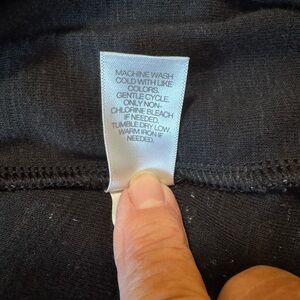 MACHINE WASH
COLD WITH LIKE
COLORS.
GENTLE CYCLE.
ONLY NON-
CHLORINE BLEACH
IF NEEDED.
TUMBLE DRY LOW.
WARM IRON IF
NEEDED.